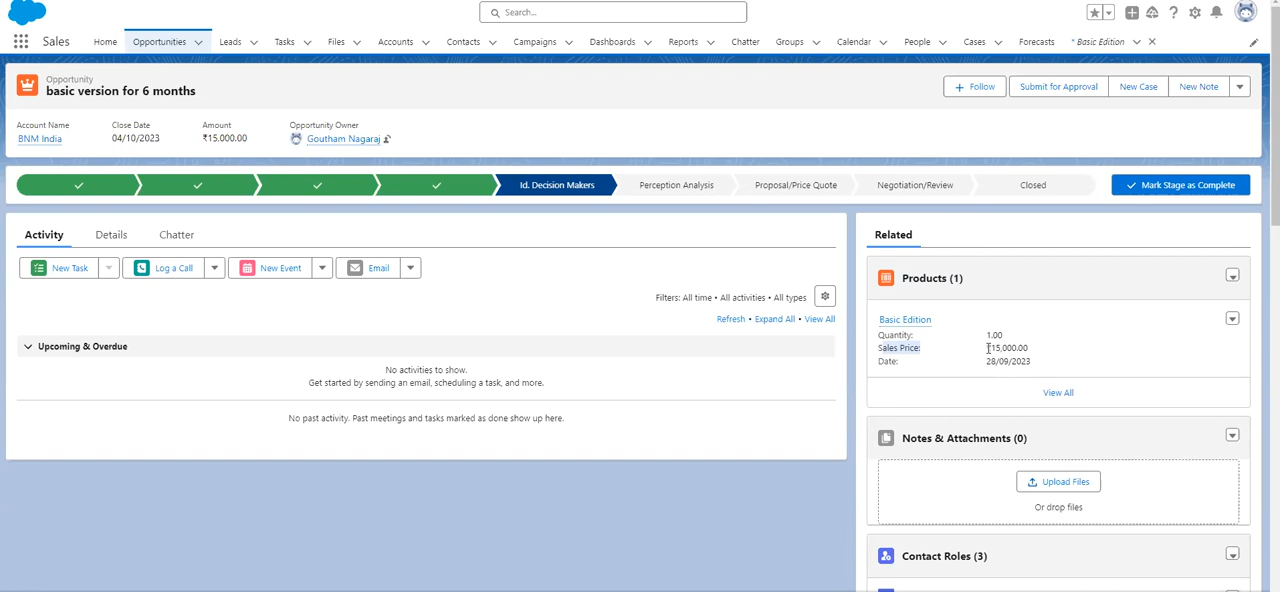 Search...
Sales Home Opportunities Leads Tasks Files Accounts Contacts Campaigns Dashboards Reports Chatter Groups Calendar People Cases Forecasts * Basic Edition
Opportunity
basic version for 6 months
Follow Submit for Approval New Case New Note
Account Name Close Date Amount Opportunity Owner
BNM India 04/10/2023 ₹15,000.00 Goutham Nagaraj
Id. Decision Makers Perception Analysis Proposal/Price Quote Negotiation/Review Closed Mark Stage as Complete
Activity Details Chatter
New Task Log a Call New Event Email
Filters: All time • All activities • All types
Refresh • Expand All • View All
Upcoming & Overdue
No activities to show.
Get started by sending an email, scheduling a task, and more.
No past activity. Past meetings and tasks marked as done show up here.
Related
Products (1)
Basic Edition
Quantity: 1.00
Sales Price: ₹15,000.00
Date: 28/09/2023
View All
Notes & Attachments (0)
Upload Files
Or drop files
Contact Roles (3)